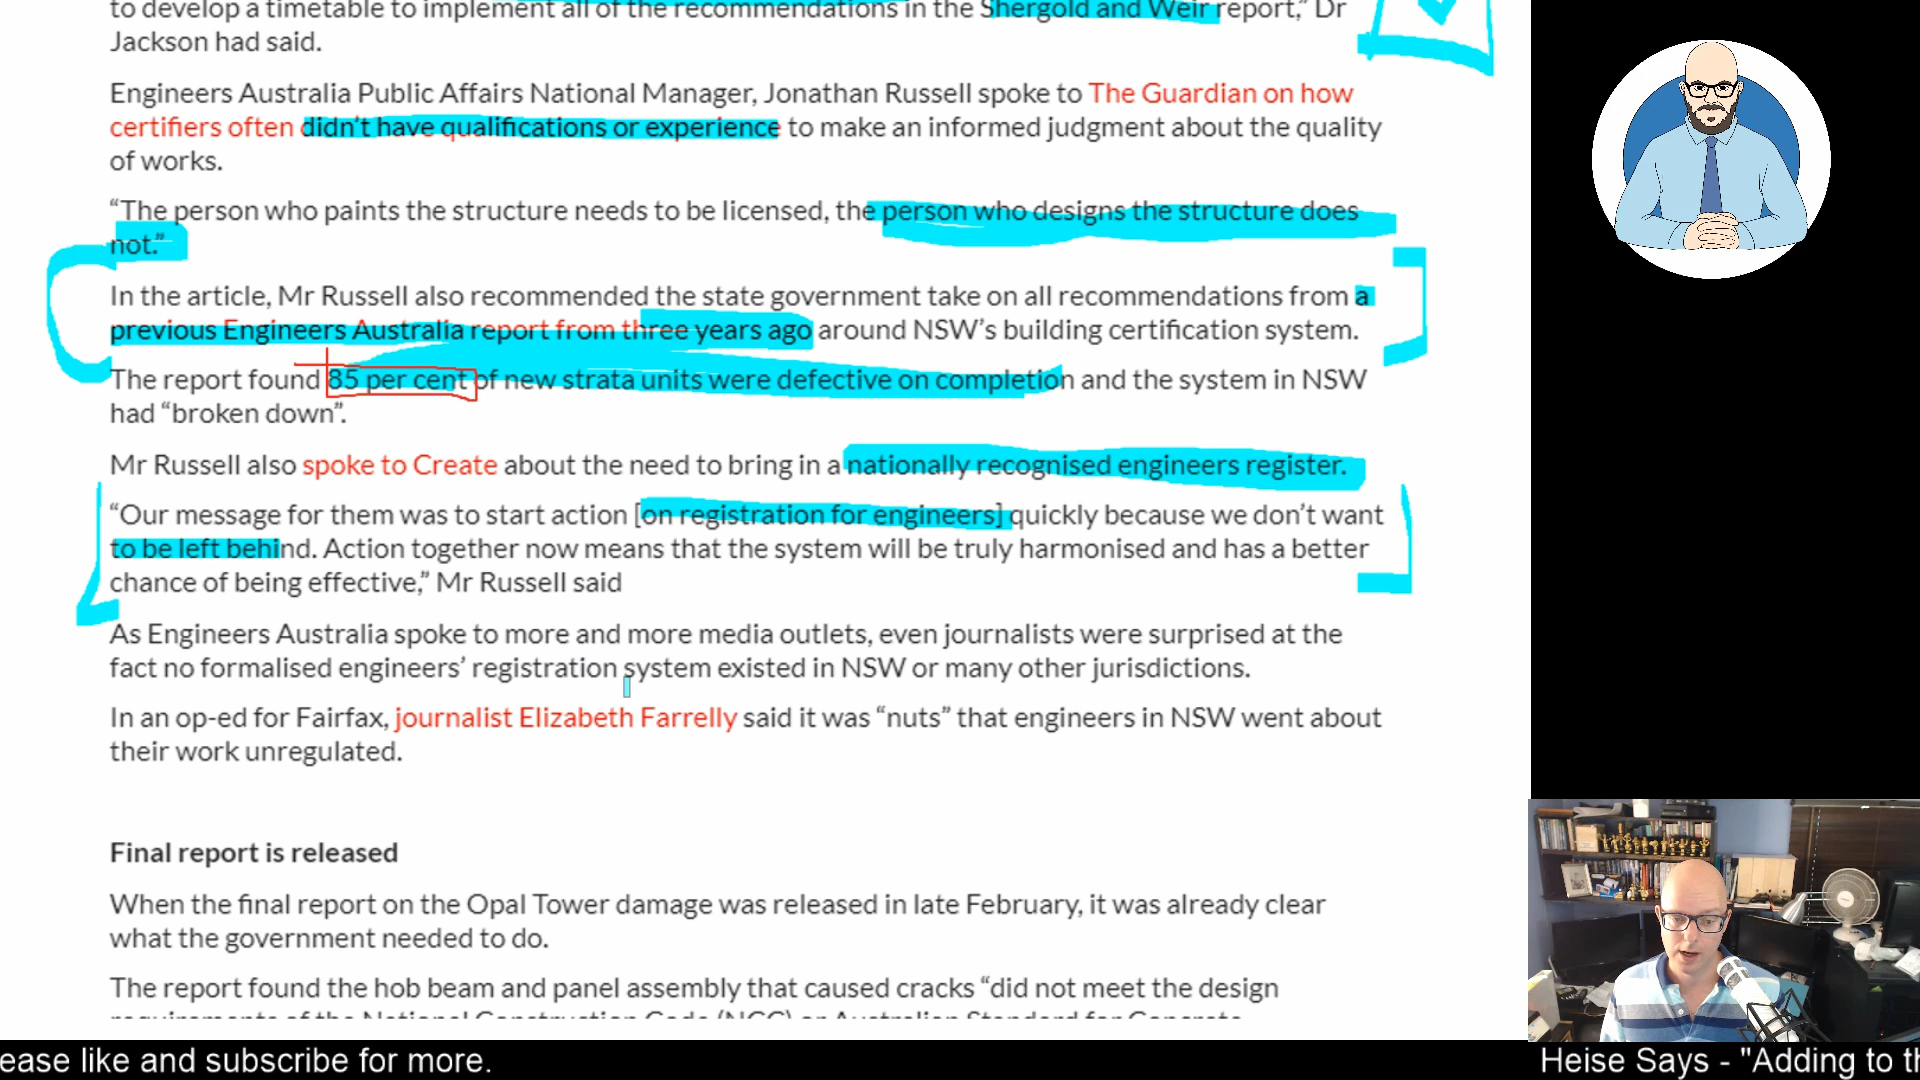 to develop a timetable to implement all of the recommendations in the Shergold and Weir report,” Dr
Jackson had said.
Engineers Australia Public Affairs National Manager, Jonathan Russell spoke to The Guardian on how
certifiers often didn’t have qualifications or experience to make an informed judgment about the quality
of works.
“The person who paints the structure needs to be licensed, the person who designs the structure does
not.”
In the article, Mr Russell also recommended the state government take on all recommendations from a
previous Engineers Australia report from three years ago around NSW’s building certification system.
The report found 85 per cent of new strata units were defective on completion and the system in NSW
had “broken down”.
Mr Russell also spoke to Create about the need to bring in a nationally recognised engineers register.
“Our message for them was to start action [on registration for engineers] quickly because we don’t want
to be left behind. Action together now means that the system will be truly harmonised and has a better
chance of being effective,” Mr Russell said
As Engineers Australia spoke to more and more media outlets, even journalists were surprised at the
fact no formalised engineers’ registration system existed in NSW or many other jurisdictions.
In an op-ed for Fairfax, journalist Elizabeth Farrelly said it was “nuts” that engineers in NSW went about
their work unregulated.
Final report is released
When the final report on the Opal Tower damage was released in late February, it was already clear
what the government needed to do.
The report found the hob beam and panel assembly that caused cracks “did not meet the design
requirements of the National Construction Code (NCC) or Australian Standard for Concrete
ease like and subscribe for more.
Heise Says - "Adding to th